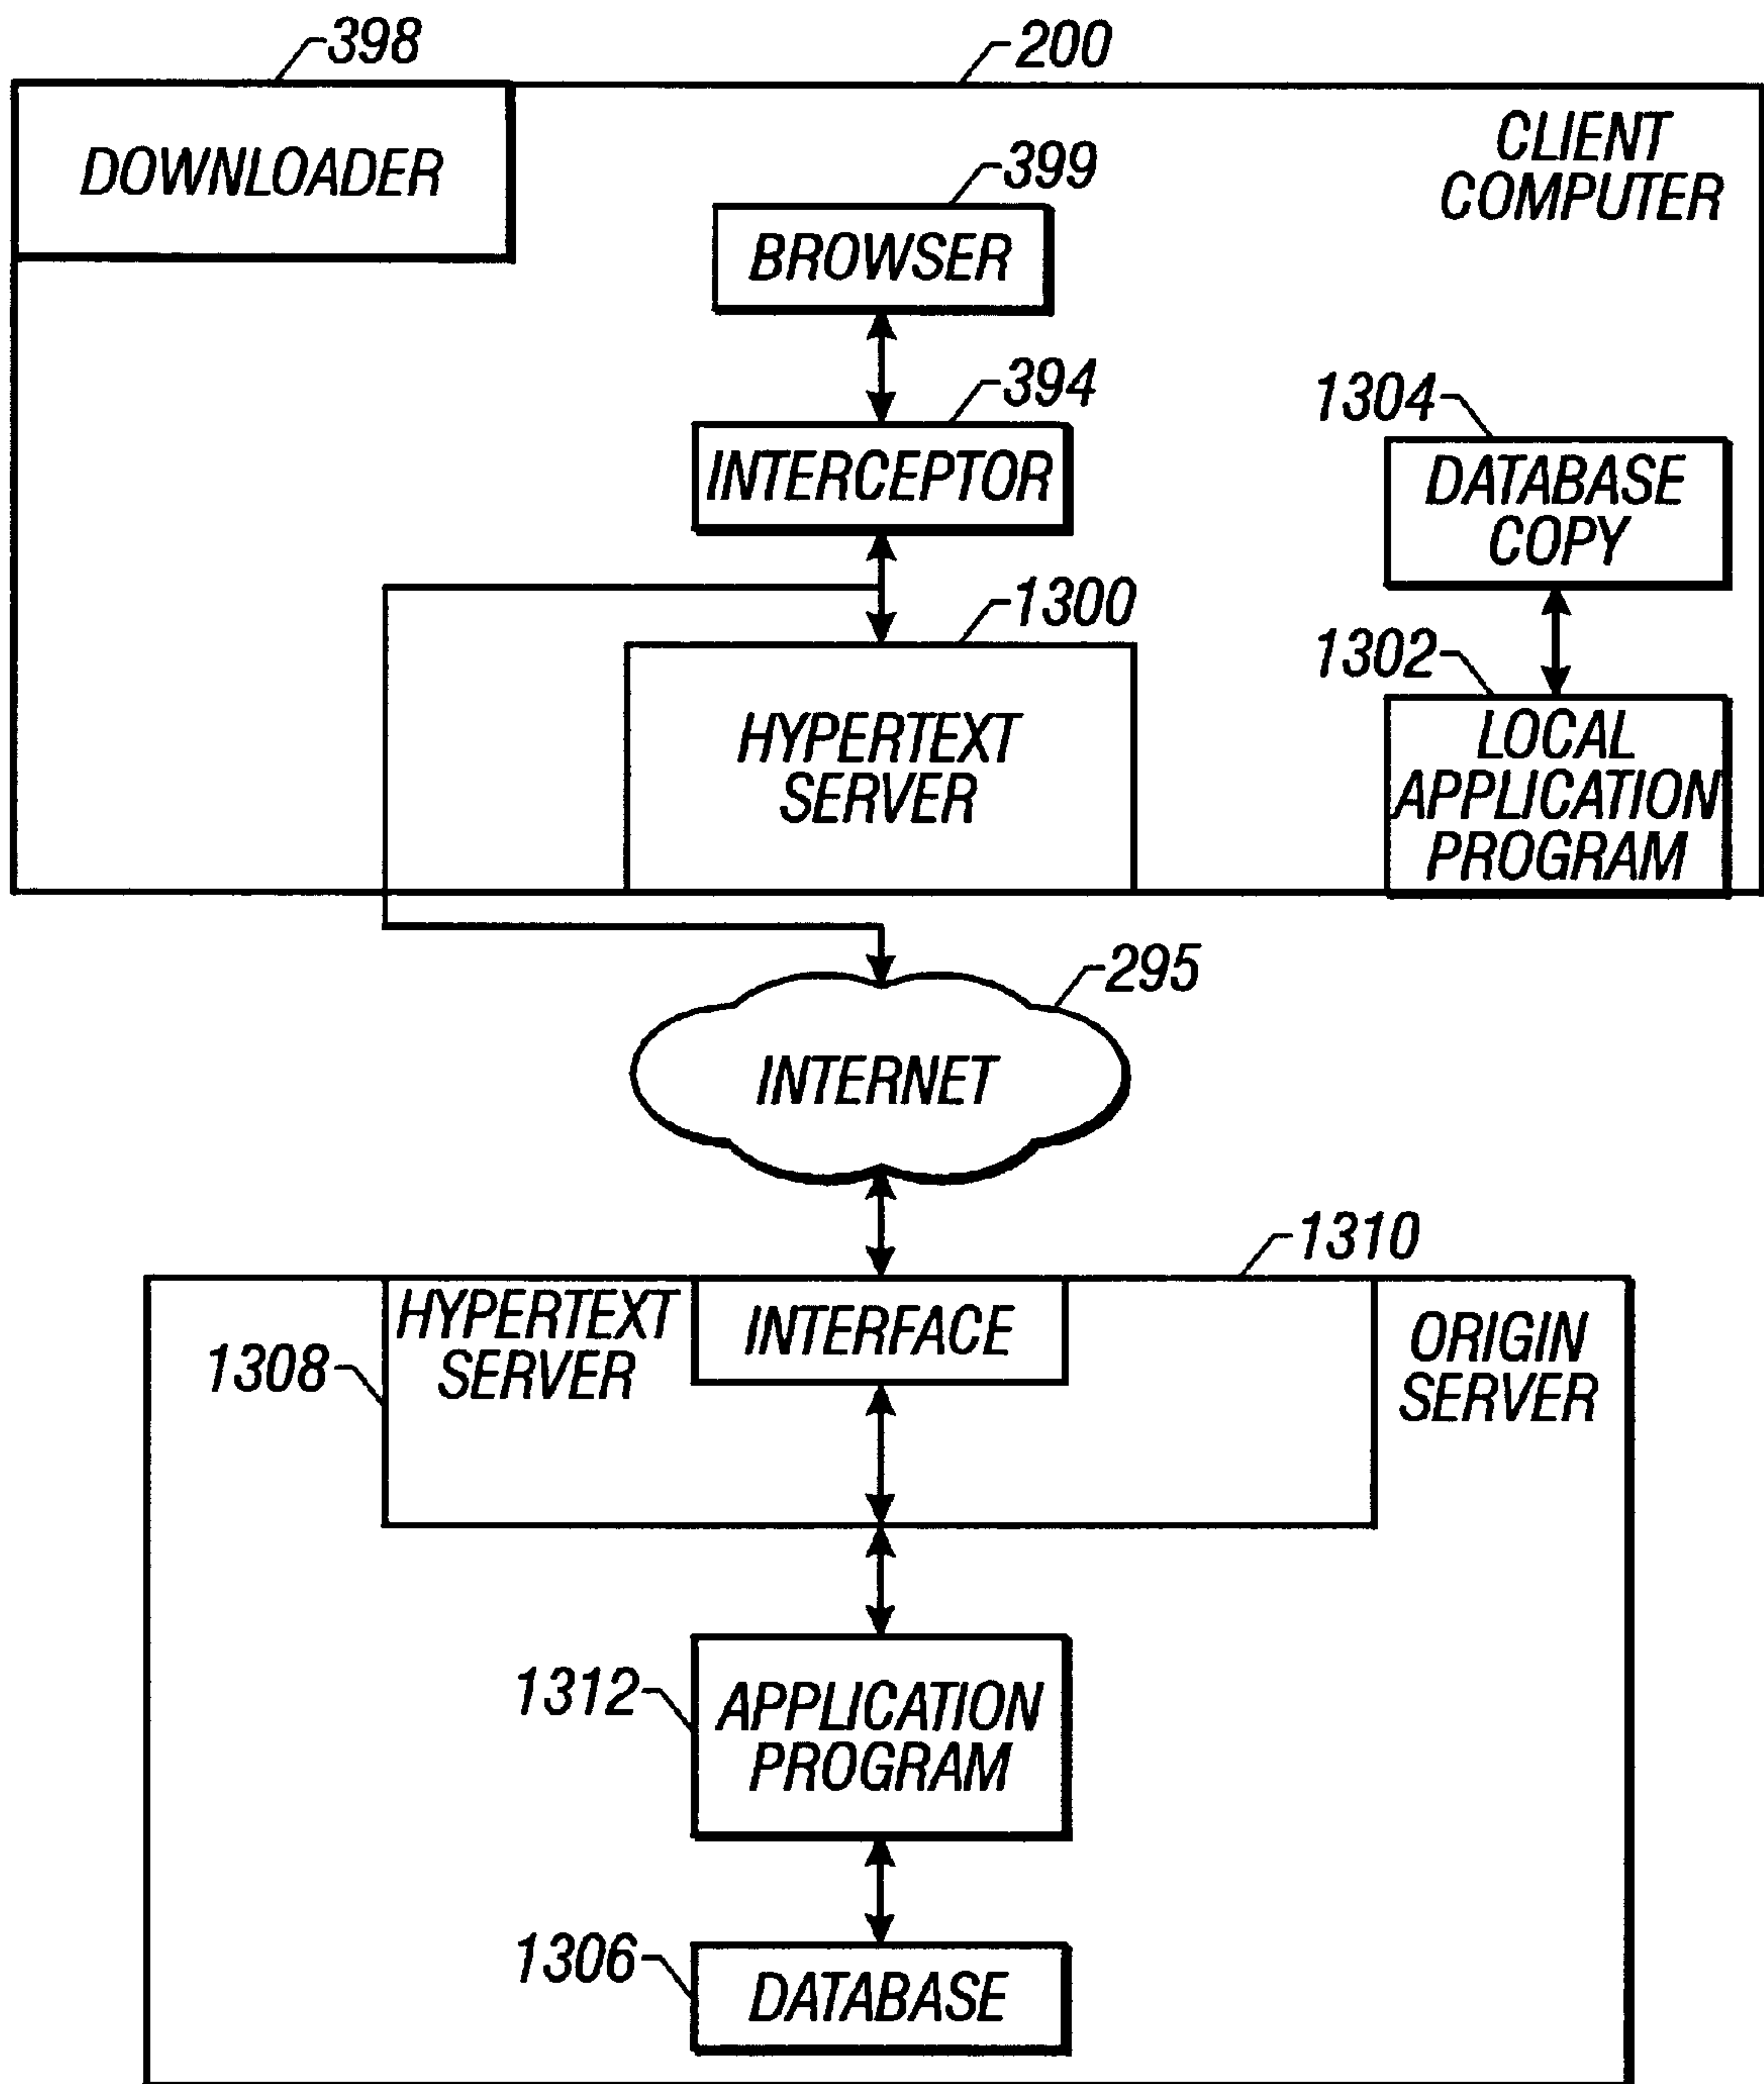 398
200
DOWNLOADER
CLIENT
COMPUTER
399
BROWSER
394
INTERCEPTOR
1304
DATABASE
COPY
1300
HYPERTEXT
SERVER
1302
LOCAL
APPLICATION
PROGRAM
295
INTERNET
1310
HYPERTEXT
SERVER
INTERFACE
ORIGIN
SERVER
1308
1312
APPLICATION
PROGRAM
1306
DATABASE